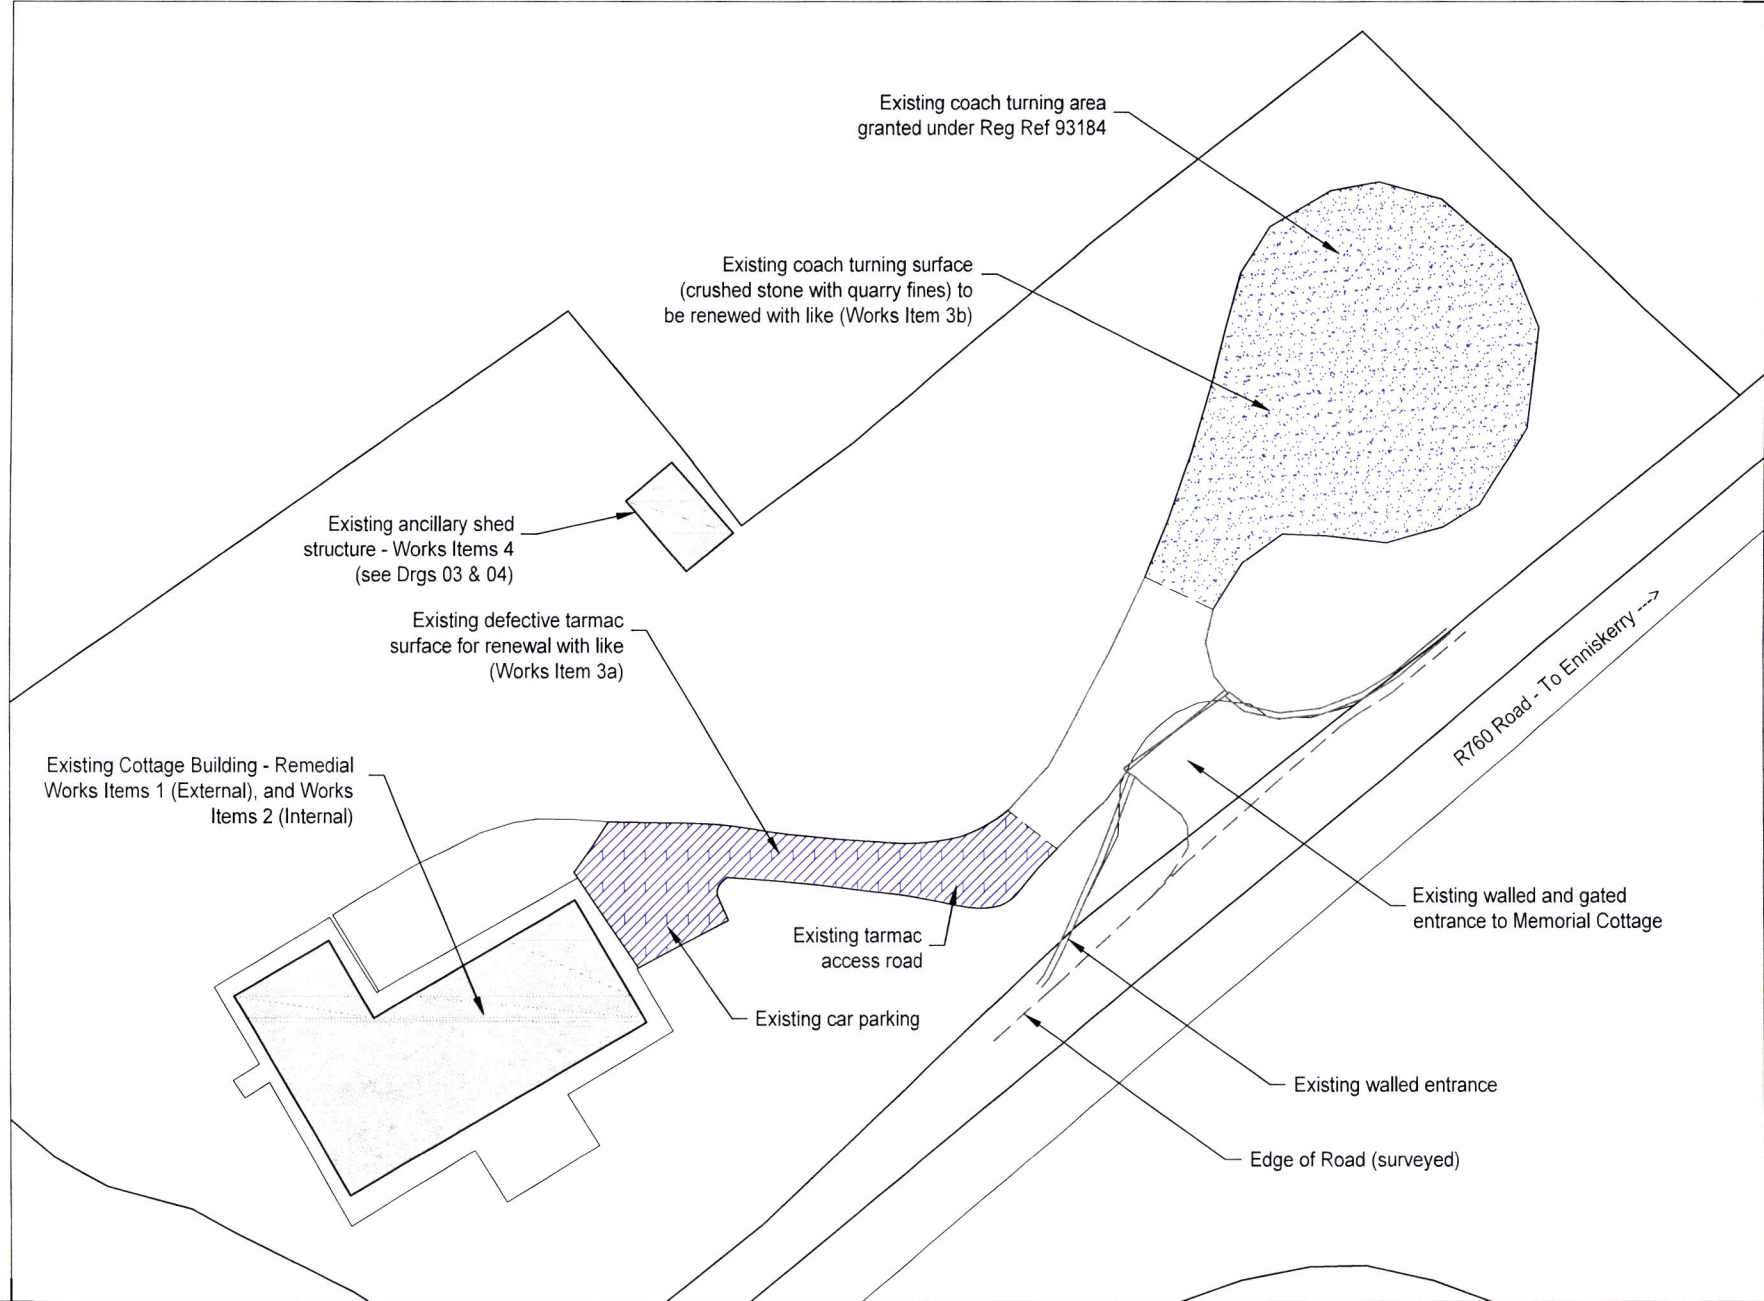 Existing coach turning area
granted under Reg Ref 93184
Existing coach turning surface
(crushed stone with quarry fines) to
be renewed with like (Works Item 3b)
Existing ancillary shed
structure - Works Items 4
(see Drgs 03 & 04)
Existing defective tarmac
surface for renewal with like
(Works Item 3a)
R760 Road - To Enniskerry --->
Existing Cottage Building - Remedial
Works Items 1 (External), and Works
Items 2 (Internal)
Existing walled and gated
entrance to Memorial Cottage
Existing tarmac
access road
Existing car parking
Existing walled entrance
Edge of Road (surveyed)